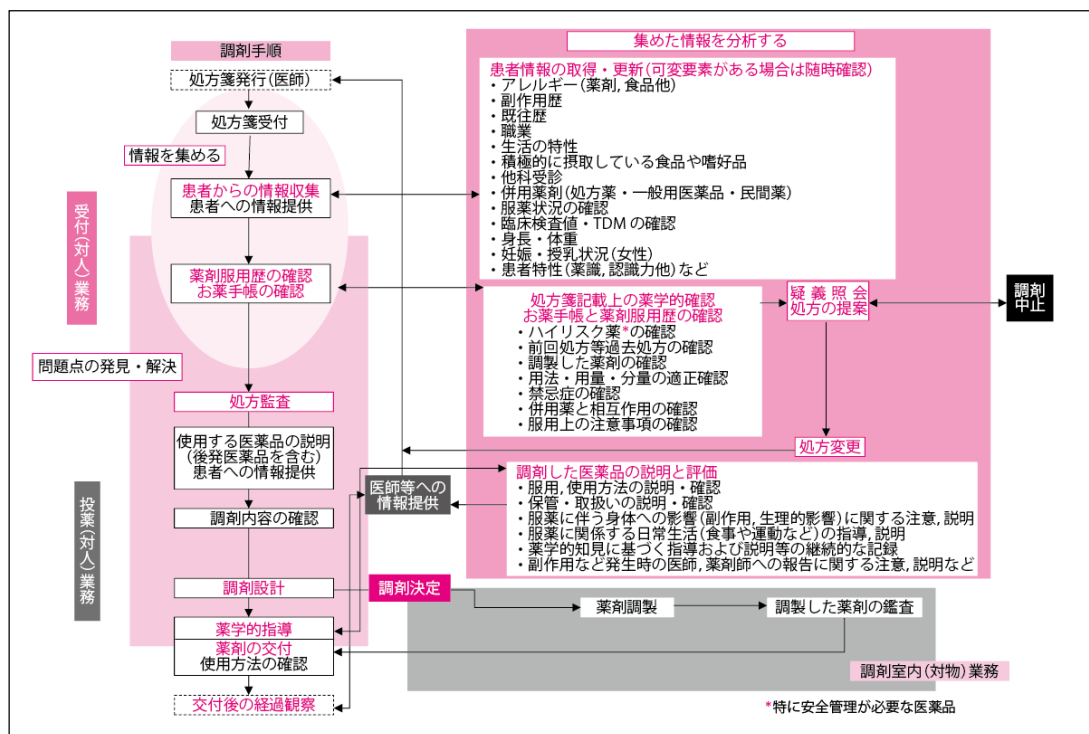 調剤手順
処方箋発行(医師)
処方箋受付
情報を集める
患者からの情報収集
患者への情報提供
薬剤服用歴の確認
お薬手帳の確認
受付(対人)業務
問題点の発見・解決
処方監査
使用する医薬品の説明
(後発医薬品を含む)
患者への情報提供
調剤内容の確認
投薬(対人)業務
調剤設計
薬学的指導
薬剤の交付
使用方法の確認
交付後の経過観察
集めた情報を分析する
患者情報の取得・更新(可変要素がある場合は随時確認)
・アレルギー(薬剤, 食品他)
・副作用歴
・既往歴
・職業
・生活の特性
・積極的に摂取している食品や嗜好品
・他科受診
・併用薬剤(処方薬・一般用医薬品・民間薬)
・服薬状況の確認
・臨床検査値・TDMの確認
・身長・体重
・妊娠・授乳状況(女性)
・患者特性(薬識, 認識力他)など
処方箋記載上の薬学的確認
お薬手帳と薬剤服用歴の確認
・ハイリスク薬*の確認
・前回処方等過去処方の確認
・調製した薬剤の確認
・用法・用量・分量の適正確認
・禁忌症の確認
・併用薬と相互作用の確認
・服用上の注意事項の確認
疑義照会
処方の提案
調剤
中止
処方変更
医師等への
情報提供
調剤した医薬品の説明と評価
・服用, 使用方法の説明・確認
・保管・取扱いの説明・確認
・服薬に伴う身体への影響(副作用, 生理的影響)に関する注意, 説明
・服薬に関係する日常生活(食事や運動など)の指導, 説明
・薬学的知見に基づく指導および説明等の継続的な記録
・副作用など発生時の医師, 薬剤師への報告に関する注意, 説明など
調剤決定
薬剤調製
調製した薬剤の鑑査
調剤室内(対物)業務
*特に安全管理が必要な医薬品